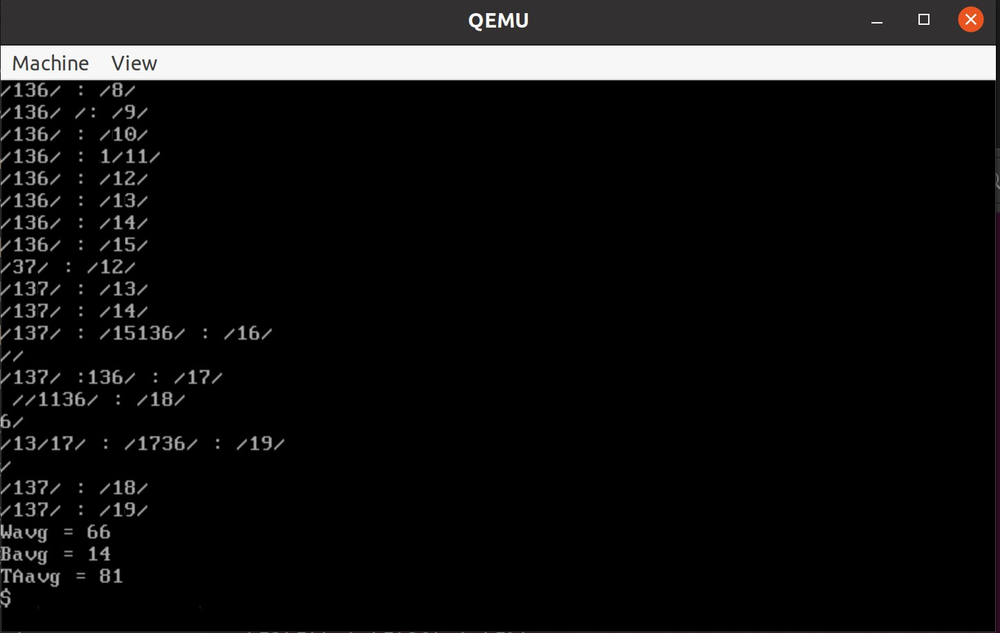 QEMU
Machine View
/136/ : /8/
/136/ /: /9/
/136/ : /10/
/136/ : 1/11/
/136/ : /12/
/136/ : /13/
/136/ : /14/
/136/ : /15/
/37/ : /12/
/137/ : /13/
/137/ : /14/
/137/ : /15136/ : /16/
//
/137/ :136/ : /17/
 //1136/ : /18/
6/
/13/17/ : /1736/ : /19/
/
/137/ : /18/
/137/ : /19/
Wavg = 66
Bavg = 14
TAavg = 81
$